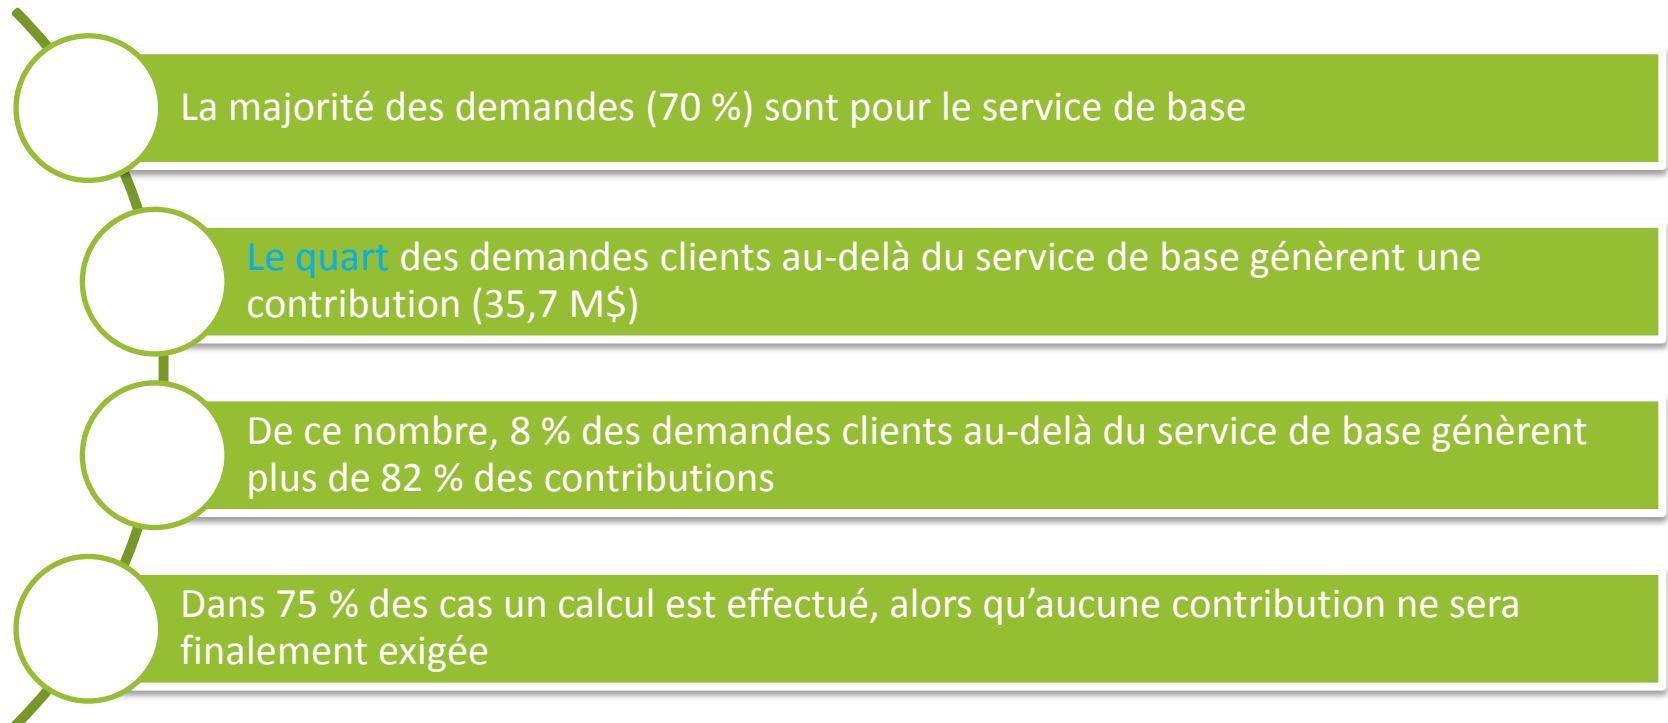 La majorité des demandes (70 %) sont pour le service de base
Le quart des demandes clients au-delà du service de base génèrent une
contribution (35,7 M$)
De ce nombre, 8 % des demandes clients au-delà du service de base génèrent
plus de 82 % des contributions
Dans 75 % des cas un calcul est effectué, alors qu’aucune contribution ne sera
finalement exigée